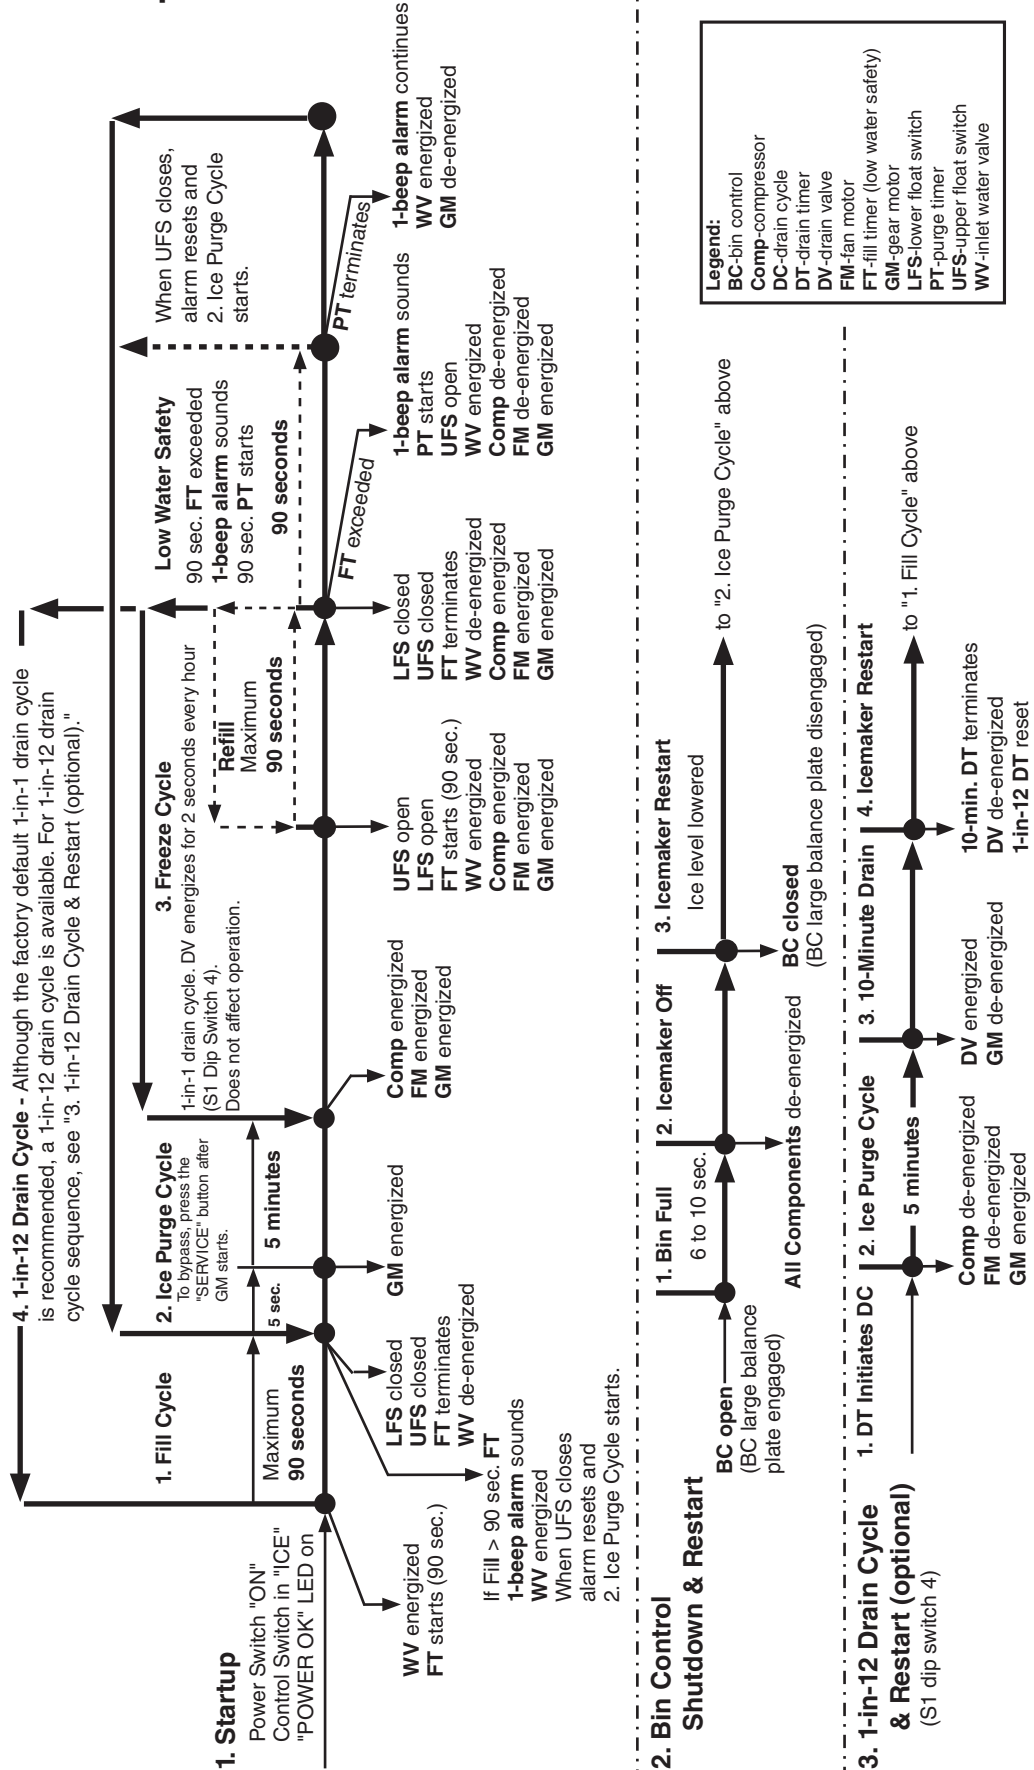 1. Startup
Power Switch "ON"
Control Switch in "ICE"
"POWER OK" LED on
4. 1-in-12 Drain Cycle - Although the factory default 1-in-1 drain cycle
is recommended, a 1-in-12 drain cycle is available. For 1-in-12 drain
cycle sequence, see "3. 1-in-12 Drain Cycle & Restart (optional)."
1. Fill Cycle
Maximum
90 seconds
2. Ice Purge Cycle
To bypass, press the
"SERVICE" button after
GM starts.
5 sec.
5 minutes
3. Freeze Cycle
1-in-1 drain cycle. DV energizes for 2 seconds every hour
(S1 Dip Switch 4).
Does not affect operation.
Refill
Maximum
90 seconds
Low Water Safety
90 sec. FT exceeded
1-beep alarm sounds
90 sec. PT starts
90 seconds
When UFS closes,
alarm resets and
2. Ice Purge Cycle
starts.
WV energized
FT starts (90 sec.)
If Fill > 90 sec. FT
1-beep alarm sounds
WV energized
When UFS closes
alarm resets and
2. Ice Purge Cycle starts.
LFS closed
UFS closed
FT terminates
WV de-energized
GM energized
Comp energized
FM energized
GM energized
UFS open
LFS open
FT starts (90 sec.)
WV energized
Comp energized
FM energized
GM energized
LFS closed
UFS closed
FT terminates
WV de-energized
Comp energized
FM energized
GM energized
FT exceeded
1-beep alarm sounds
PT starts
UFS open
WV energized
Comp de-energized
FM de-energized
GM energized
PT terminates
1-beep alarm continues
WV energized
GM de-energized
2. Bin Control
Shutdown & Restart
BC open
(BC large balance
plate engaged)
1. Bin Full
6 to 10 sec.
2. Icemaker Off
All Components de-energized
3. Icemaker Restart
Ice level lowered
BC closed
(BC large balance plate disengaged)
to "2. Ice Purge Cycle" above
3. 1-in-12 Drain Cycle
& Restart (optional)
(S1 dip switch 4)
1. DT Initiates DC
2. Ice Purge Cycle
5 minutes
Comp de-energized
FM de-energized
GM energized
3. 10-Minute Drain
DV energized
GM de-energized
4. Icemaker Restart
10-min. DT terminates
DV de-energized
1-in-12 DT reset
to "1. Fill Cycle" above
Legend:
BC-bin control
Comp-compressor
DC-drain cycle
DT-drain timer
DV-drain valve
FM-fan motor
FT-fill timer (low water safety)
GM-gear motor
LFS-lower float switch
PT-purge timer
UFS-upper float switch
WV-inlet water valve